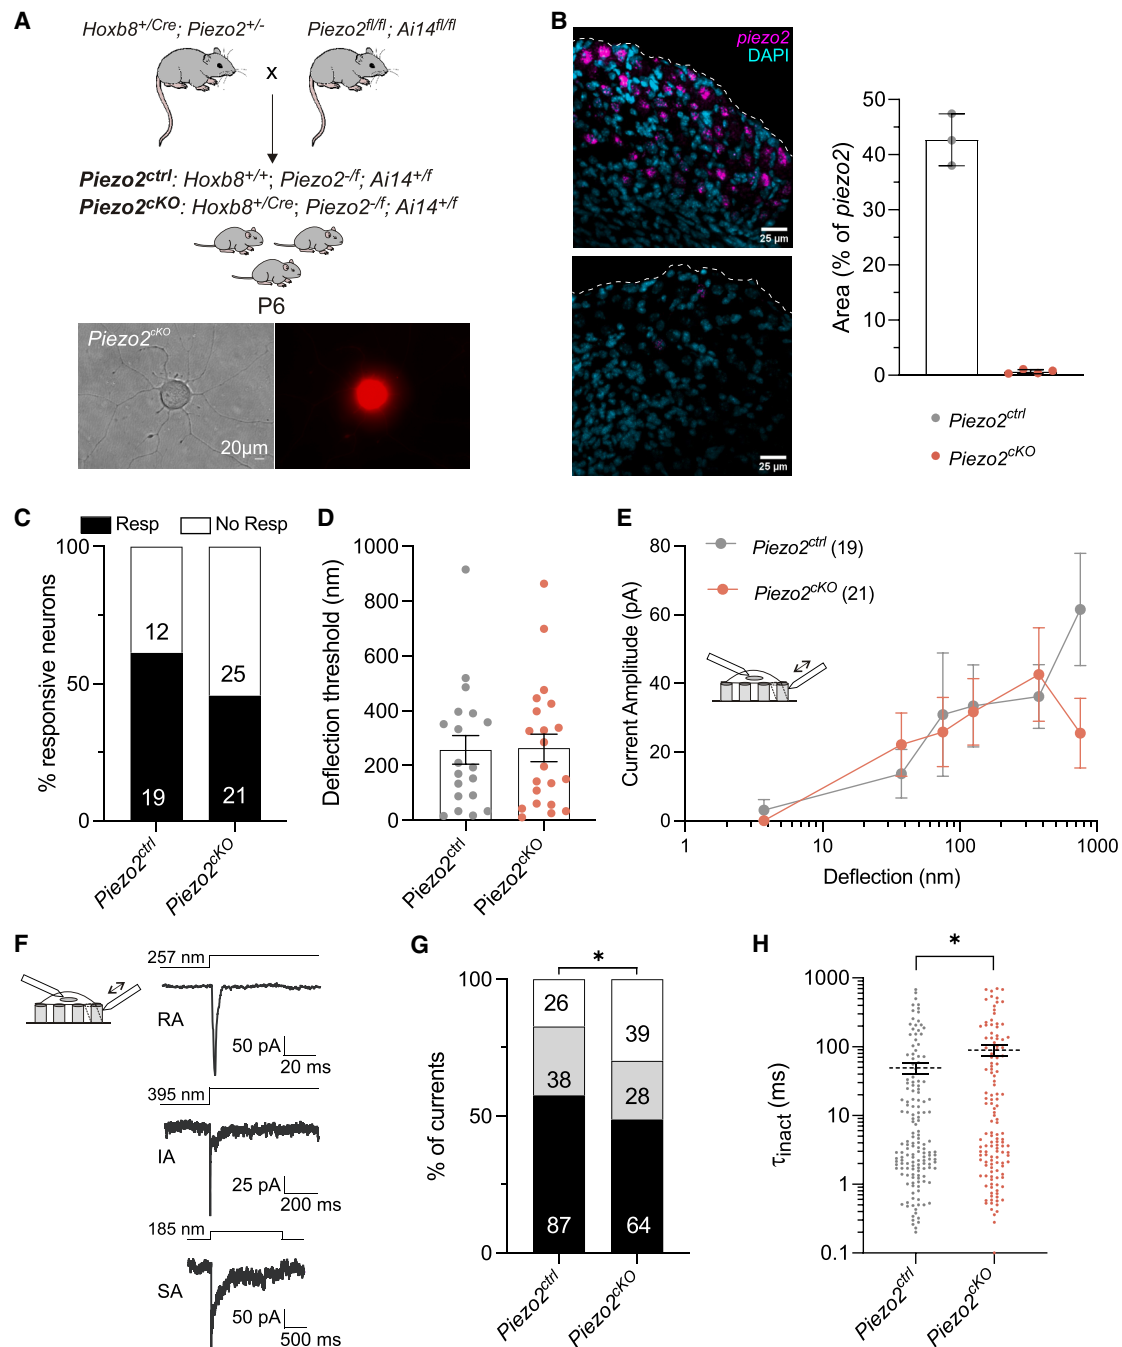 A
Hoxb8+/Cre; Piezo2+/-
Piezo2fl/fl; Ai14fl/fl
x
Piezo2ctrl: Hoxb8+/+; Piezo2-/f; Ai14+/f
Piezo2cKO: Hoxb8+/Cre; Piezo2-/f; Ai14+/f
P6
Piezo2cKO
20µm
B
piezo2
DAPI
25 µm
25 µm
Area (% of piezo2)
50
40
30
20
10
0
Piezo2ctrl
Piezo2cKO
C
Resp
No Resp
% responsive neurons
100
50
0
12
19
25
21
Piezo2ctrl
Piezo2cKO
D
Deflection threshold (nm)
1000
800
600
400
200
0
Piezo2ctrl
Piezo2cKO
E
Piezo2ctrl (19)
Piezo2cKO (21)
Current Amplitude (pA)
80
60
40
20
0
1
10
100
1000
Deflection (nm)
F
257 nm
RA
50 pA
20 ms
395 nm
IA
25 pA
200 ms
185 nm
SA
50 pA
500 ms
G
*
% of currents
100
50
0
26
38
87
39
28
64
Piezo2ctrl
Piezo2cKO
H
*
τinact (ms)
1000
100
10
1
0.1
Piezo2ctrl
Piezo2cKO